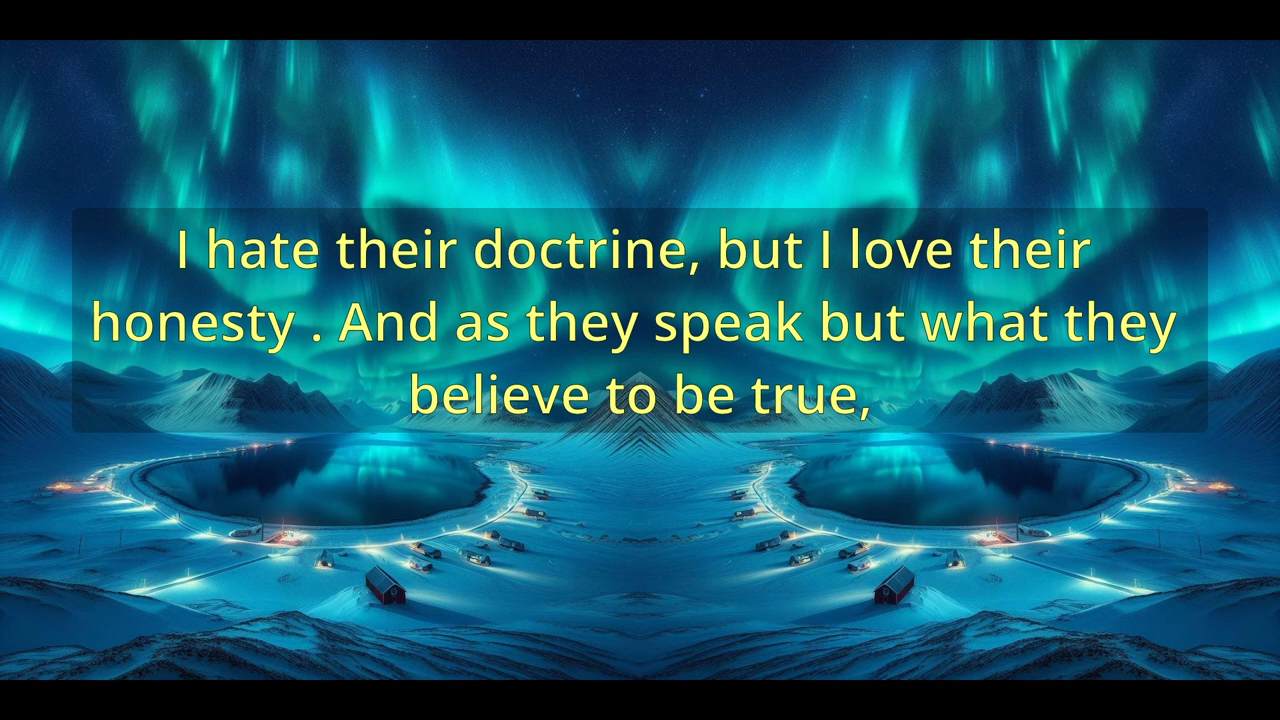 I hate their doctrine, but I love their
honesty . And as they speak but what they
believe to be true,